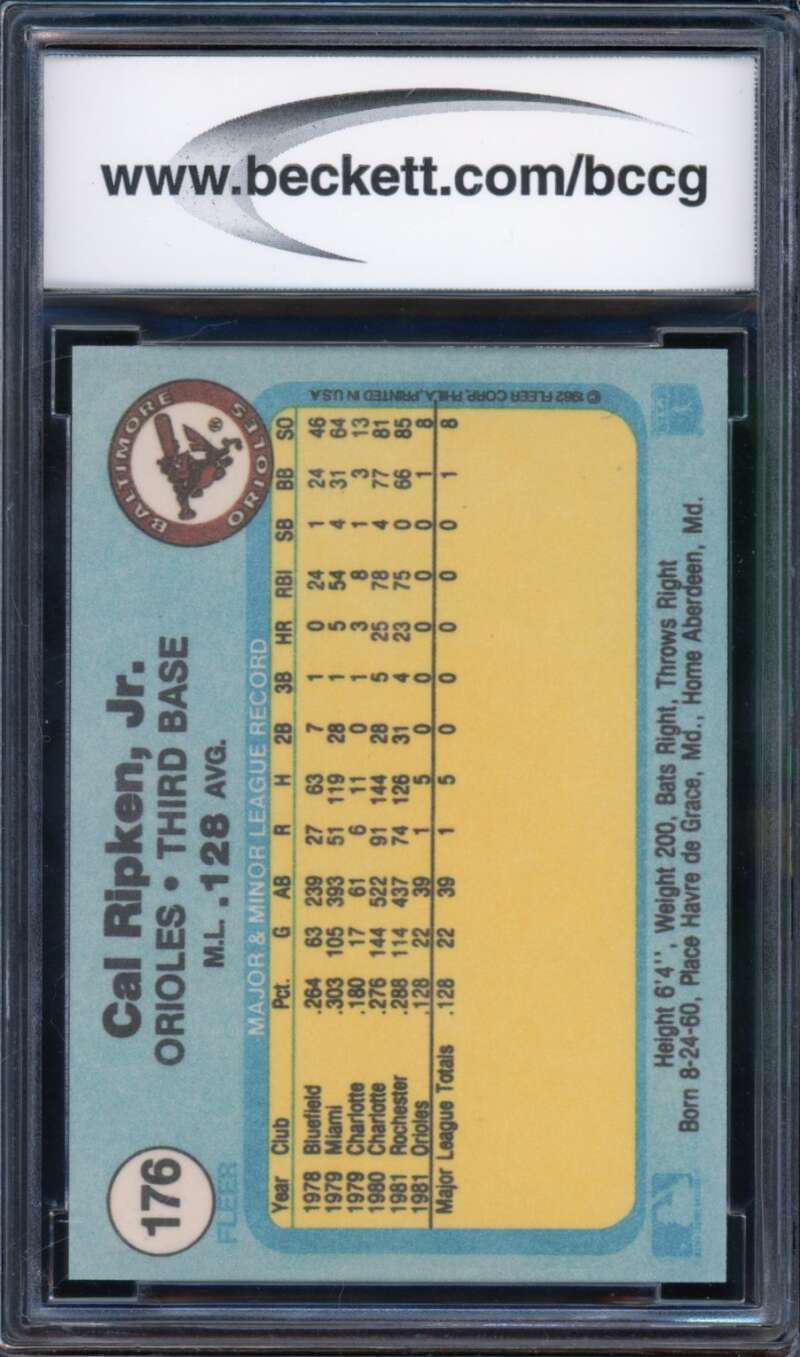 www.beckett.com/bccg
176
Cal Ripken, Jr.
ORIOLES • THIRD BASE
M.L. .128 AVG.
BALTIMORE ORIOLES ®
FLEER
MAJOR & MINOR LEAGUE RECORD
Year Club Pct. G AB R H 2B 3B HR RBI SB BB SO
1978 Bluefield .264 63 239 27 63 7 1 0 24 1 24 46
1979 Miami .303 105 393 51 119 28 1 5 54 4 31 64
1979 Charlotte .180 17 61 6 11 0 1 3 8 1 3 13
1980 Charlotte .276 144 522 91 144 28 5 25 78 4 77 81
1981 Rochester .288 114 437 74 126 31 4 23 75 0 66 85
1981 Orioles .128 22 39 1 5 0 0 0 0 0 1 8
Major League Totals .128 22 39 1 5 0 0 0 0 0 1 8
© 1982 FLEER CORP. PHILA., PRINTED IN U.S.A
Height 6'4'', Weight 200, Bats Right, Throws Right
Born 8-24-60, Place Havre de Grace, Md., Home Aberdeen, Md.